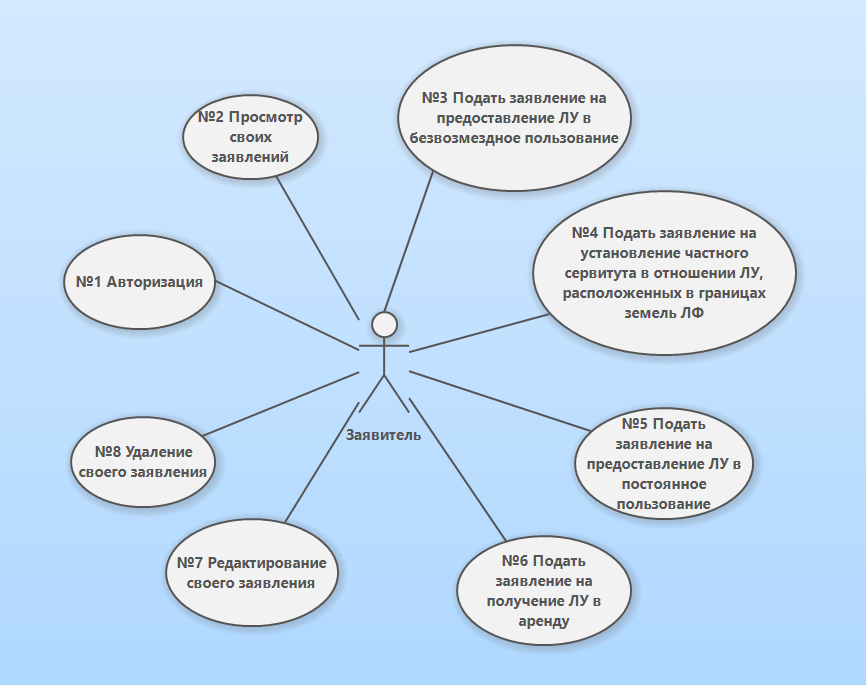 №3 Подать заявление на
предоставление ЛУ в
безвозмездное пользование
№2 Просмотр
своих
заявлений
№4 Подать заявление на
установление частного
сервитута в отношении ЛУ,
расположенных в границах
земель ЛФ
№1 Авторизация
Заявитель
№8 Удаление
своего заявления
№5 Подать
заявление на
предоставление ЛУ в
постоянное
пользование
№7 Редактирование
своего заявления
№6 Подать
заявление на
получение ЛУ в
аренду